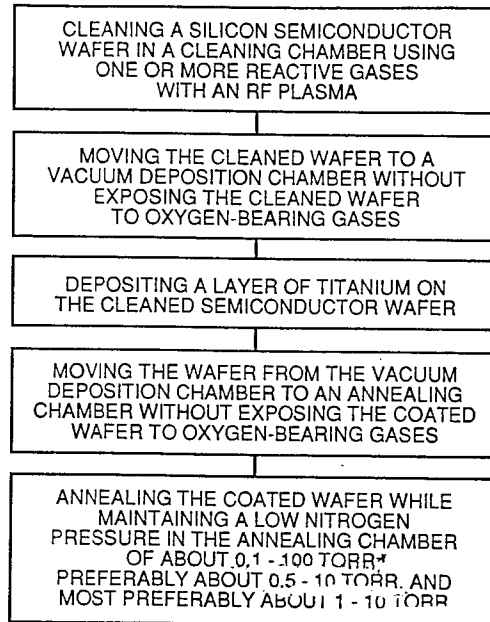 CLEANING A SILICON SEMICONDUCTOR
WAFER IN A CLEANING CHAMBER USING
ONE OR MORE REACTIVE GASES
WITH AN RF PLASMA
MOVING THE CLEANED WAFER TO A
VACUUM DEPOSITION CHAMBER WITHOUT
EXPOSING THE CLEANED WAFER
TO OXYGEN-BEARING GASES
DEPOSITING A LAYER OF TITANIUM ON
THE CLEANED SEMICONDUCTOR WAFER
MOVING THE WAFER FROM THE VACUUM
DEPOSITION CHAMBER TO AN ANNEALING
CHAMBER WITHOUT EXPOSING THE COATED
WAFER TO OXYGEN-BEARING GASES
ANNEALING THE COATED WAFER WHILE
MAINTAINING A LOW NITROGEN
PRESSURE IN THE ANNEALING CHAMBER
OF ABOUT 0.1 - 100 TORR,
PREFERABLY ABOUT 0.5 - 10 TORR, AND
MOST PREFERABLY ABOUT 1 - 10 TORR